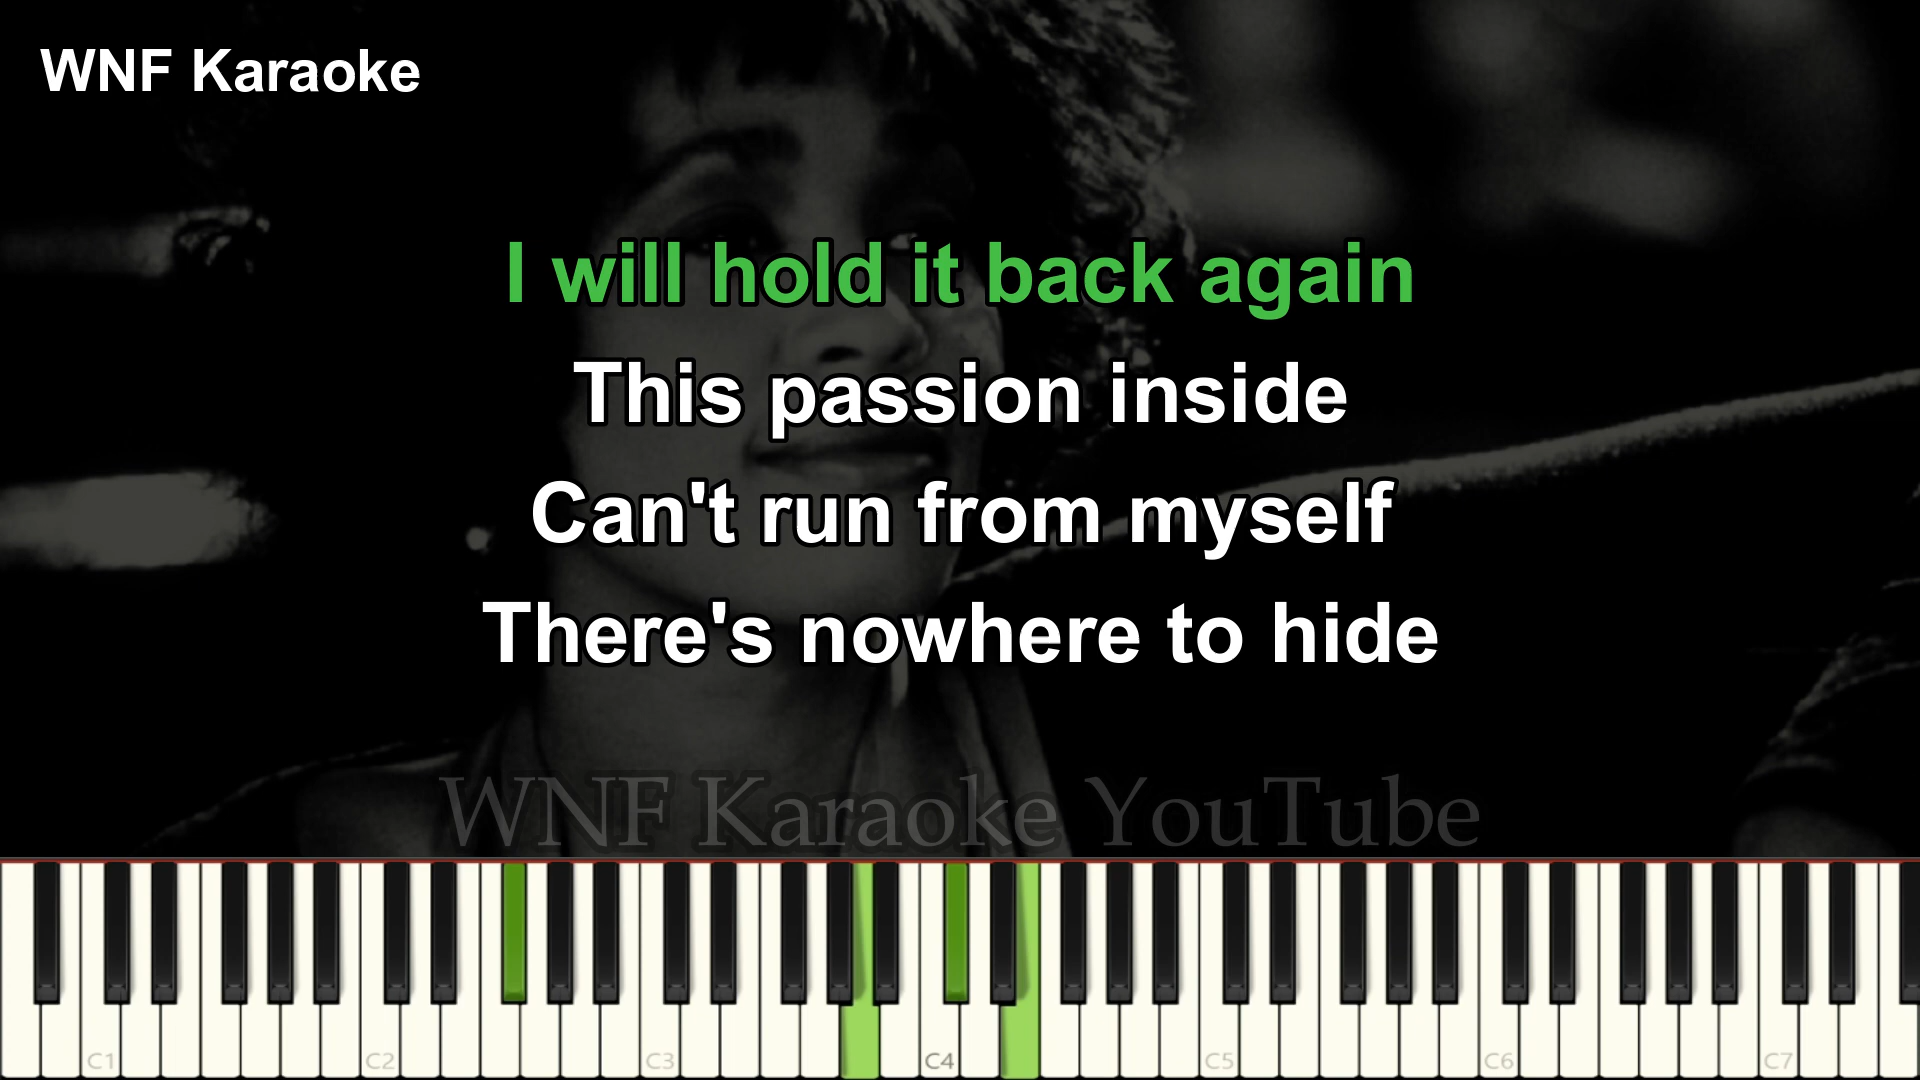 WNF Karaoke
I will hold it back again
This passion inside
Can't run from myself
There's nowhere to hide
WNF Karaoke YouTube
C1 C2 C3 C4 C5 C6 C7